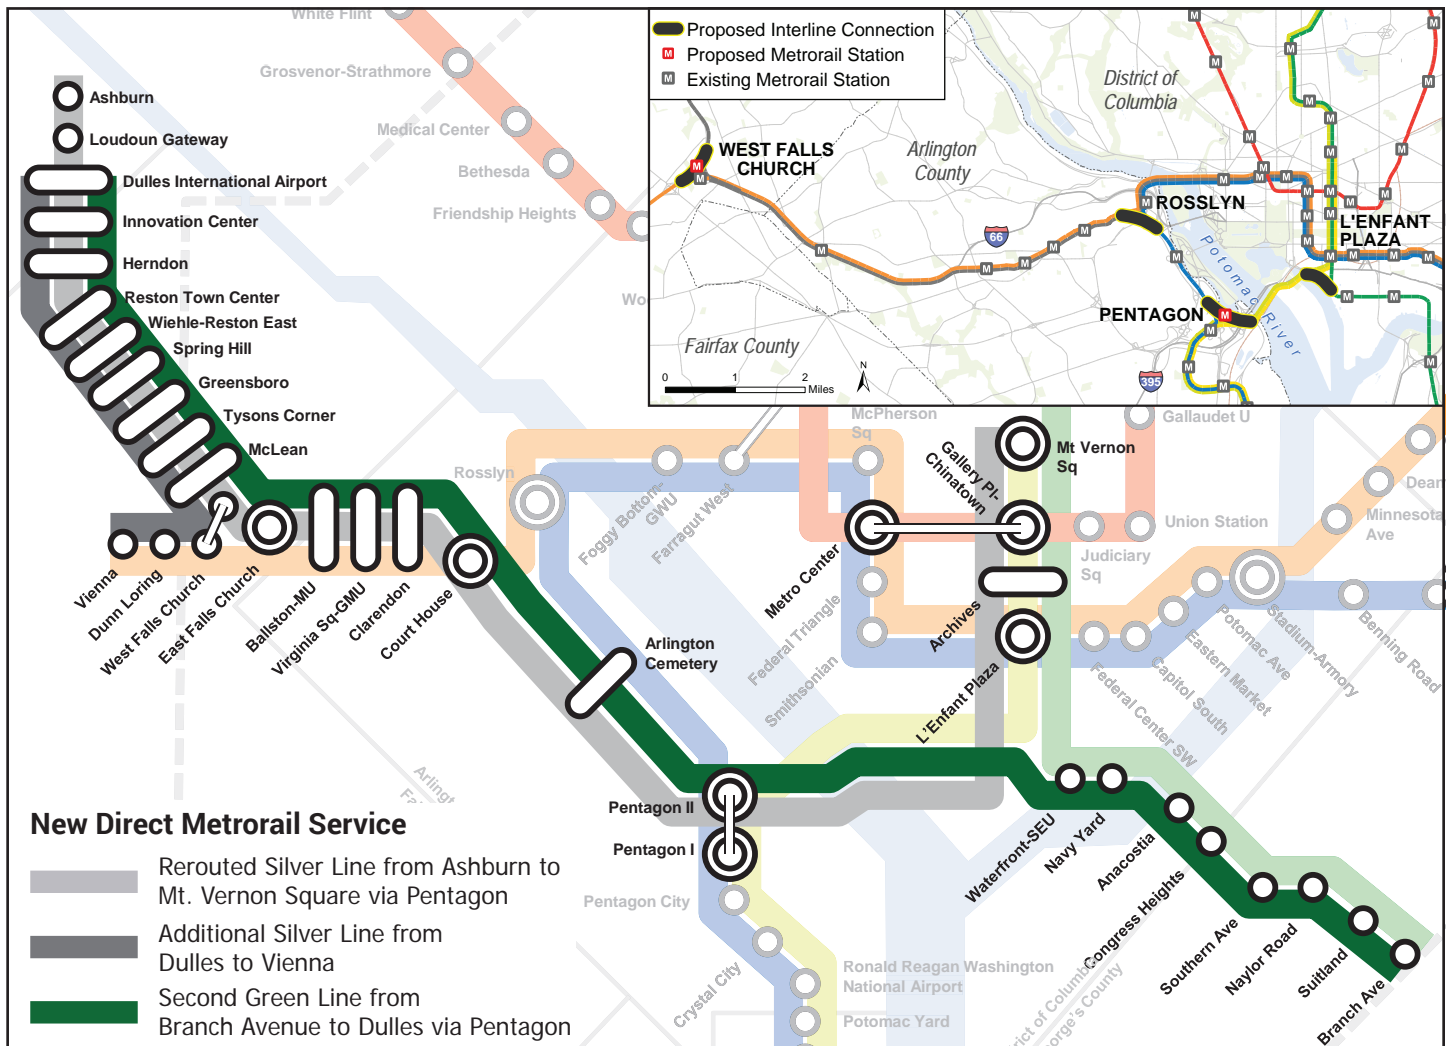 White Flint
Grosvenor-Strathmore
Medical Center
Bethesda
Friendship Heights
Ashburn
Loudoun Gateway
Dulles International Airport
Innovation Center
Herndon
Reston Town Center
Wiehle-Reston East
Spring Hill
Greensboro
Tysons Corner
McLean
Proposed Interline Connection
M Proposed Metrorail Station
M Existing Metrorail Station
District of
Columbia
Arlington
County
WEST FALLS
CHURCH
ROSSLYN
L'ENFANT
PLAZA
66
Potomac River
PENTAGON
Fairfax County
395
0 1 2
Miles
N
Wo
McPherson
Sq
Gallaudet U
Rosslyn
Foggy Bottom-
GWU
Farragut West
Gallery Pl-
Chinatown
Mt Vernon
Sq
Union Station
Judiciary
Sq
Dean
Minnesota
Ave
Metro Center
Federal Triangle
Smithsonian
Archives
L'Enfant Plaza
Federal Center SW
Capitol South
Eastern Market
Potomac Ave
Stadium-Armory
Benning Road
Vienna
Dunn Loring
West Falls Church
East Falls Church
Ballston-MU
Virginia Sq-GMU
Clarendon
Court House
Arlington
Cemetery
Pentagon II
Pentagon I
Pentagon City
Crystal City
Ronald Reagan Washington
National Airport
Potomac Yard
Waterfront-SEU
Navy Yard
Anacostia
Congress Heights
Southern Ave
Naylor Road
Suitland
Branch Ave
Arlingt
Fa
rict of Columb
orge's County
New Direct Metrorail Service
Rerouted Silver Line from Ashburn to
Mt. Vernon Square via Pentagon
Additional Silver Line from
Dulles to Vienna
Second Green Line from
Branch Avenue to Dulles via Pentagon